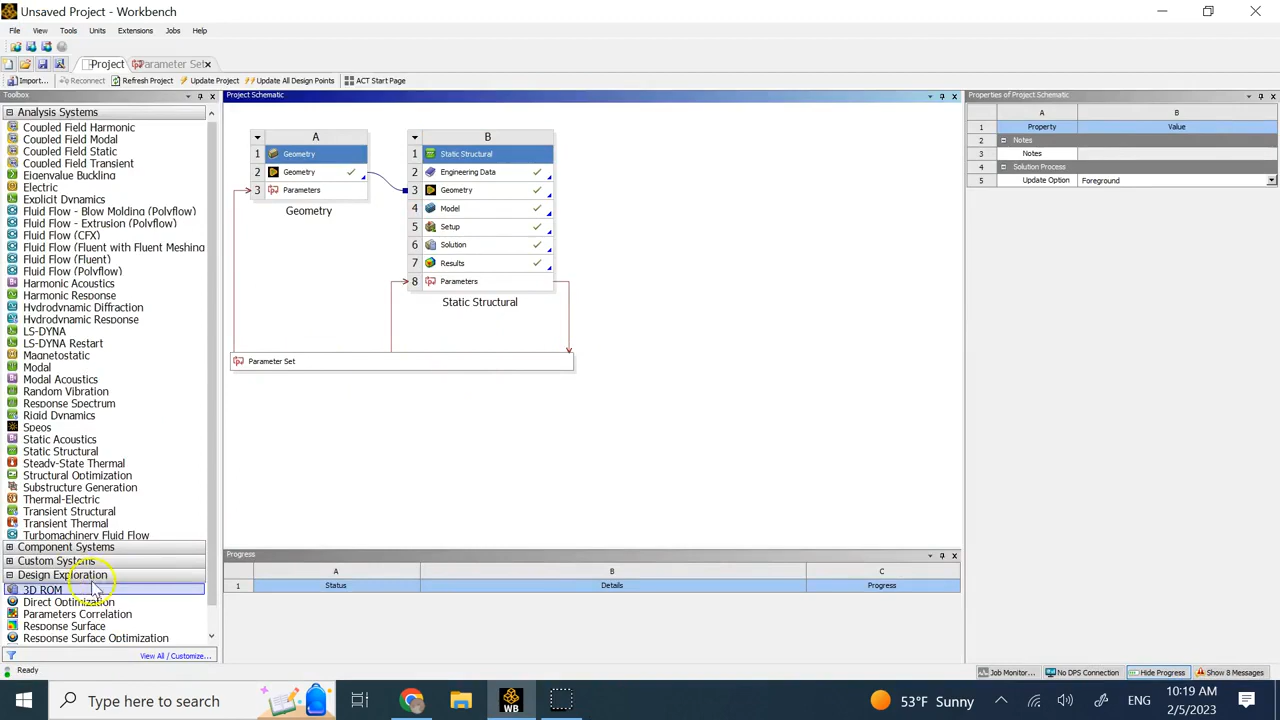 Unsaved Project - Workbench
File View Tools Units Extensions Jobs Help
Project Parameter Set
Import... Reconnect Refresh Project Update Project Update All Design Points ACT Start Page
Toolbox
Analysis Systems
Coupled Field Harmonic
Coupled Field Modal
Coupled Field Static
Coupled Field Transient
Eigenvalue Buckling
Electric
Explicit Dynamics
Fluid Flow - Blow Molding (Polyflow)
Fluid Flow - Extrusion (Polyflow)
Fluid Flow (CFX)
Fluid Flow (Fluent with Fluent Meshing
Fluid Flow (Fluent)
Fluid Flow (Polyflow)
Harmonic Acoustics
Harmonic Response
Hydrodynamic Diffraction
Hydrodynamic Response
LS-DYNA
LS-DYNA Restart
Magnetostatic
Modal
Modal Acoustics
Random Vibration
Response Spectrum
Rigid Dynamics
Speos
Static Acoustics
Static Structural
Steady-State Thermal
Structural Optimization
Substructure Generation
Thermal-Electric
Transient Structural
Transient Thermal
Turbomachinery Fluid Flow
Component Systems
Custom Systems
Design Exploration
3D ROM
Direct Optimization
Parameters Correlation
Response Surface
Response Surface Optimization
View All / Customize...
Ready
Project Schematic
A
1 Geometry
2 Geometry
3 Parameters
Geometry
B
1 Static Structural
2 Engineering Data
3 Geometry
4 Model
5 Setup
6 Solution
7 Results
8 Parameters
Static Structural
Parameter Set
Progress
A B C
1 Status Details Progress
Properties of Project Schematic
A B
1 Property Value
2 Notes
3 Notes
4 Solution Process
5 Update Option Foreground
Job Monitor... No DPS Connection Hide Progress Show 8 Messages
Type here to search
WB
53°F Sunny
ENG
10:19 AM
2/5/2023